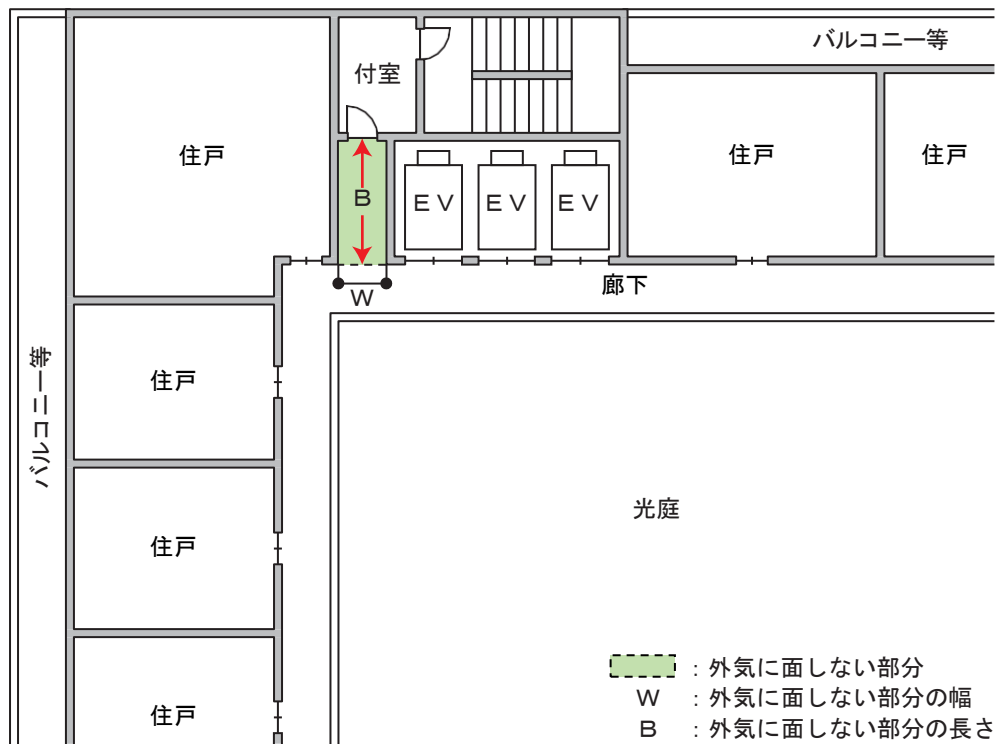 バルコニー等
付室
住戸
住戸
住戸
B
EV
EV
EV
W
廊下
バルコニー等
住戸
住戸
住戸
光庭
：外気に面しない部分
W ：外気に面しない部分の幅
B ：外気に面しない部分の長さ